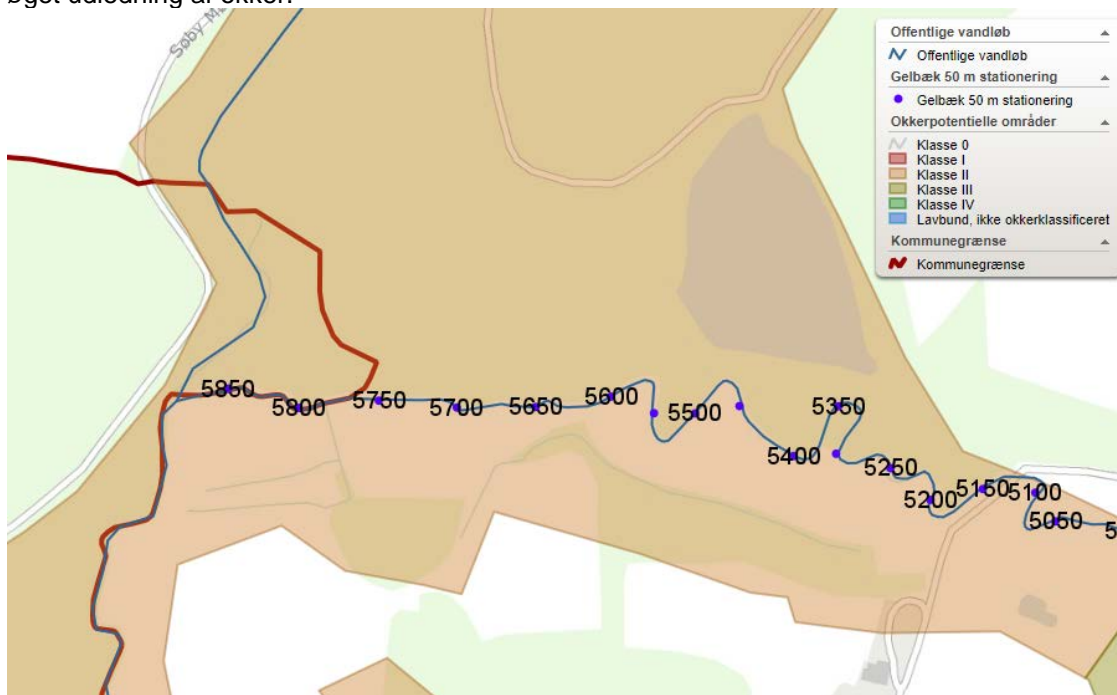 øget udledning af okker.
Søby M
Offentlige vandløb
Offentlige vandløb
Gelbæk 50 m stationering
Gelbæk 50 m stationering
Okkerpotentielle områder
Klasse 0
Klasse I
Klasse II
Klasse III
Klasse IV
Lavbund, ikke okkerklassificeret
Kommunegrænse
Kommunegrænse
5850
5800
5750
5700
5650
5600
5500
5400
5350
5250
5200
5150
5100
5050
5